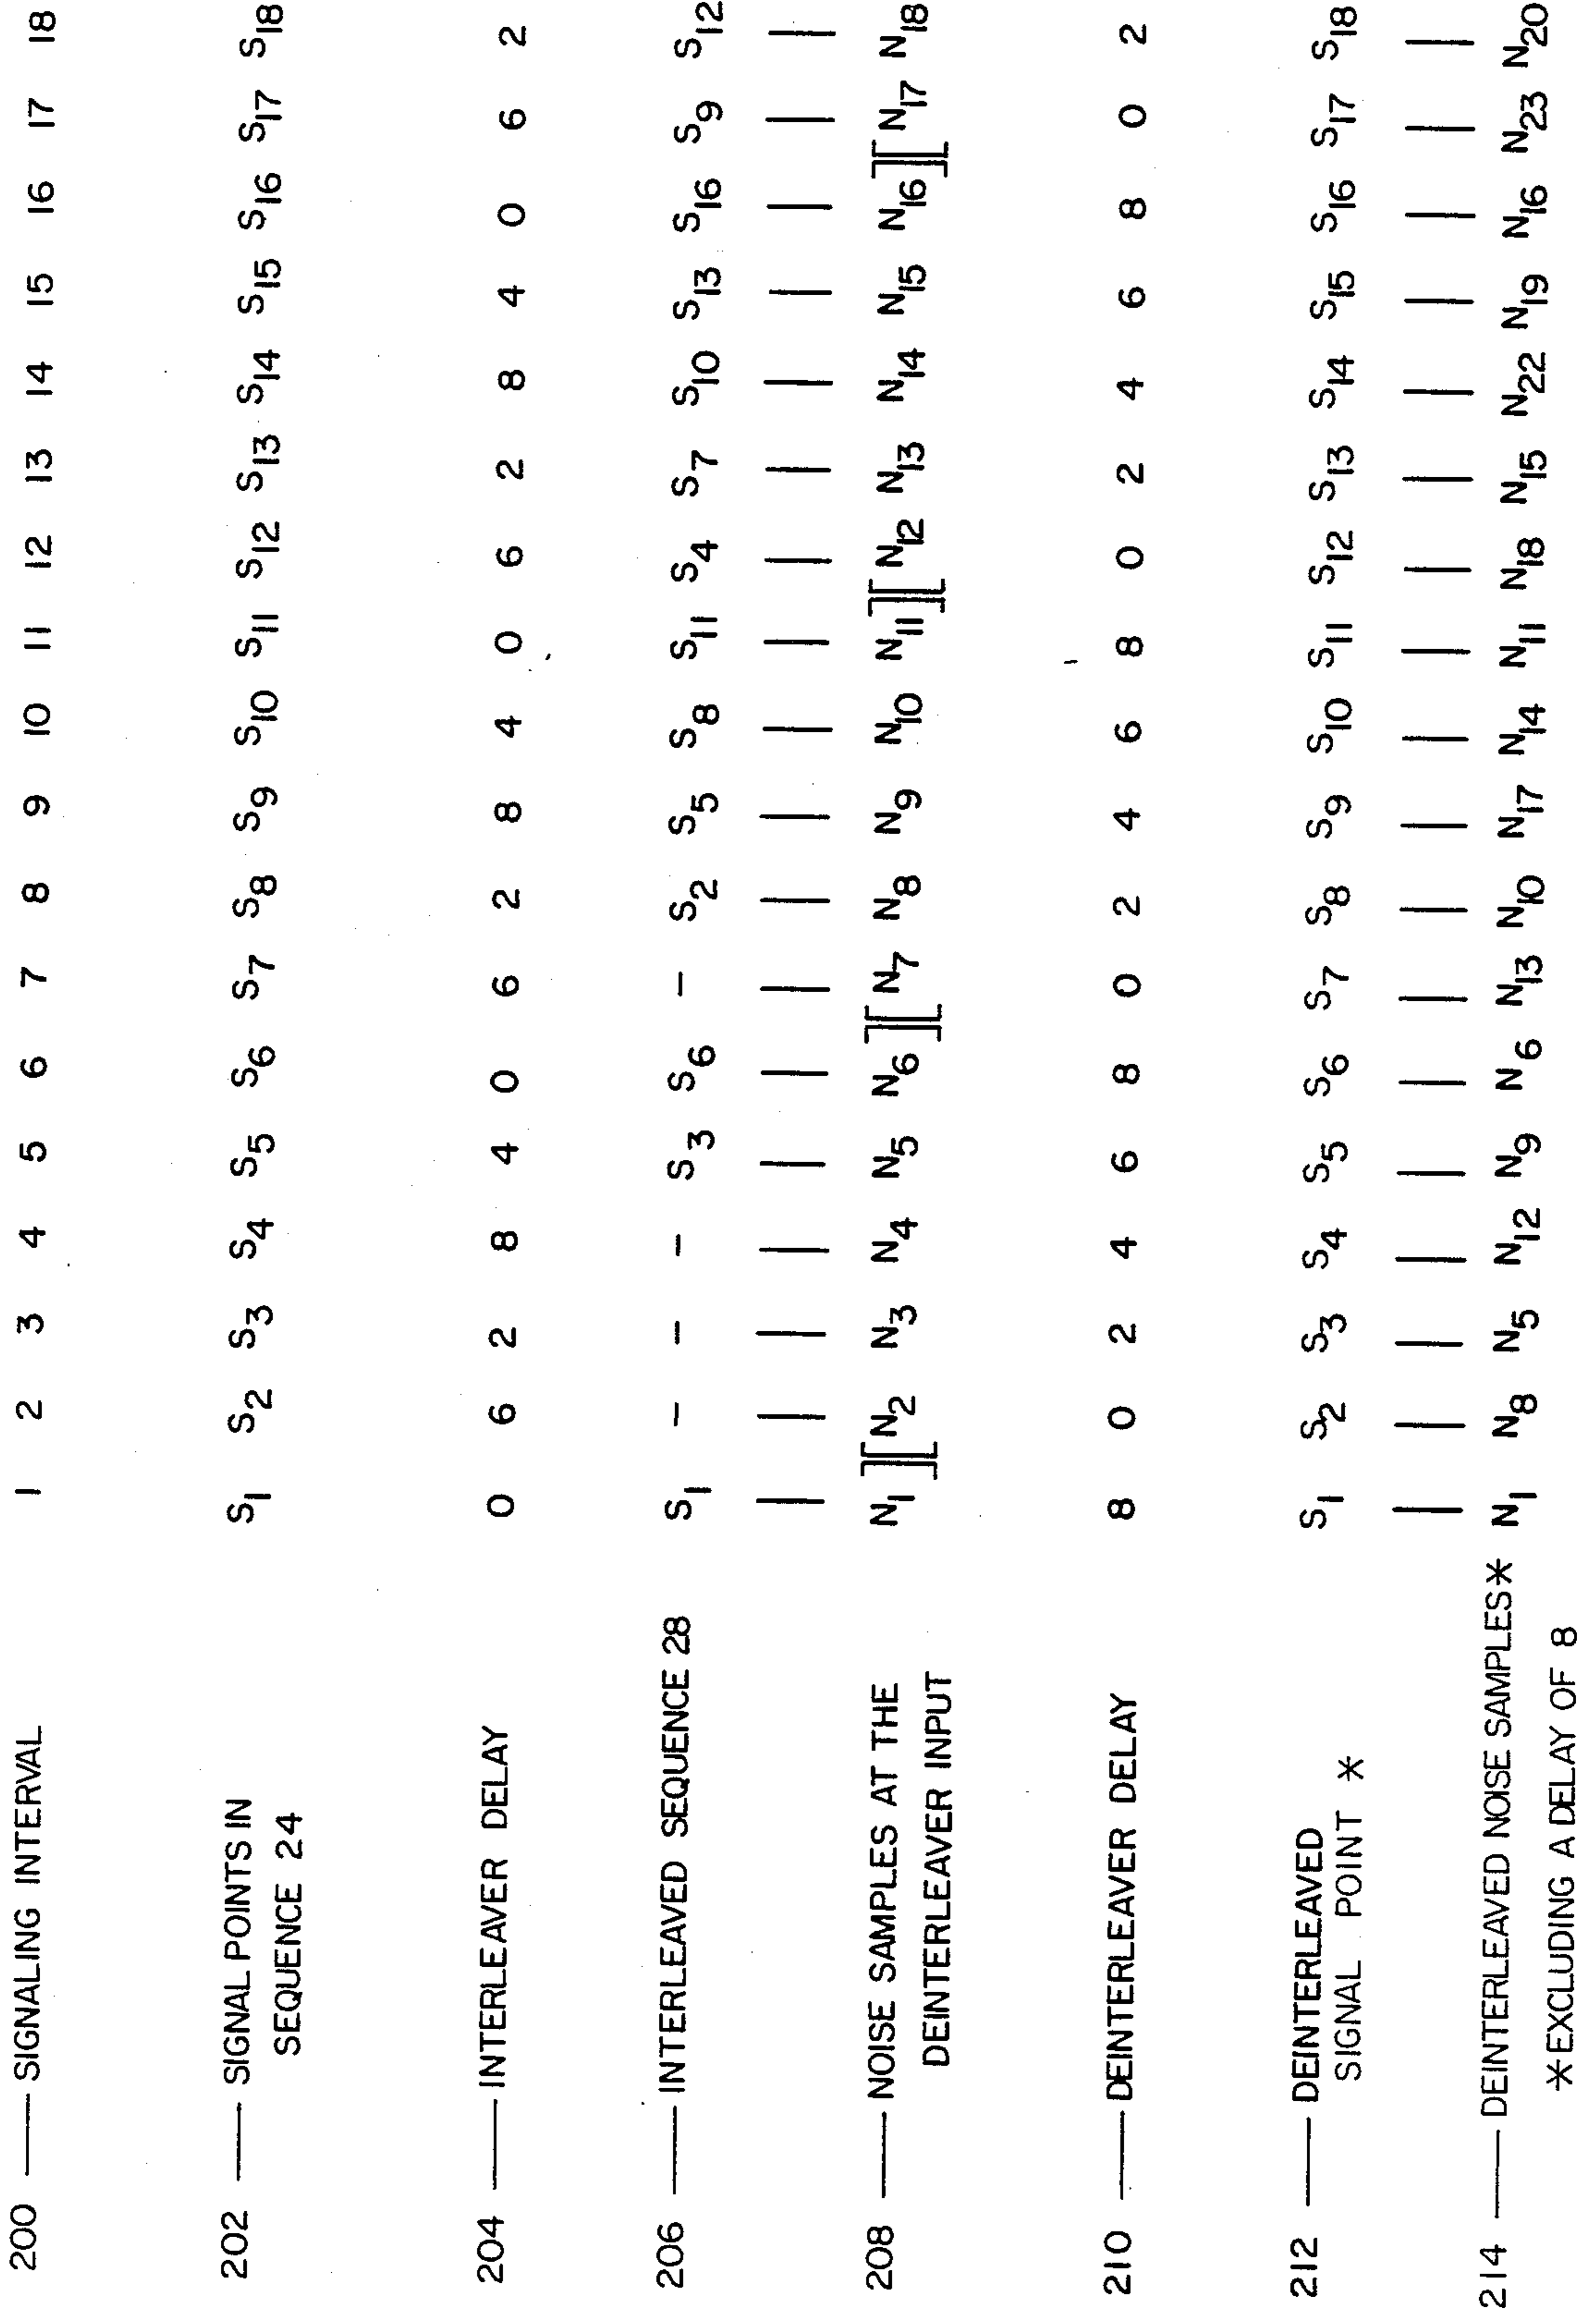 200 — SIGNALING INTERVAL 1 2 3 4 5 6 7 8 9 10 11 12 13 14 15 16 17 18
202 — SIGNAL POINTS IN S1 S2 S3 S4 S5 S6 S7 S8 S9 S10 S11 S12 S13 S14 S15 S16 S17 S18
SEQUENCE 24
204 — INTERLEAVER DELAY 0 6 2 8 4 0 6 2 8 4 0 6 2 8 4 0 6 2
206 — INTERLEAVED SEQUENCE 28 S1 – – – S3 S6 – S2 S5 S8 S11 S4 S7 S10 S13 S16 S9 S12
208 — NOISE SAMPLES AT THE N1 ][ N2 N3 N4 N5 N6 ][ N7 N8 N9 N10 N11 ][ N12 N13 N14 N15 N16 ][ N17 N18
DEINTERLEAVER INPUT
210 — DEINTERLEAVER DELAY 8 0 2 4 6 8 0 2 4 6 8 0 2 4 6 8 0 2
212 — DEINTERLEAVED S1 S2 S3 S4 S5 S6 S7 S8 S9 S10 S11 S12 S13 S14 S15 S16 S17 S18
SIGNAL POINT *
214 — DEINTERLEAVED NOISE SAMPLES* N1 N8 N5 N12 N9 N6 N13 N10 N17 N14 N11 N18 N15 N22 N19 N16 N23 N20
*EXCLUDING A DELAY OF 8